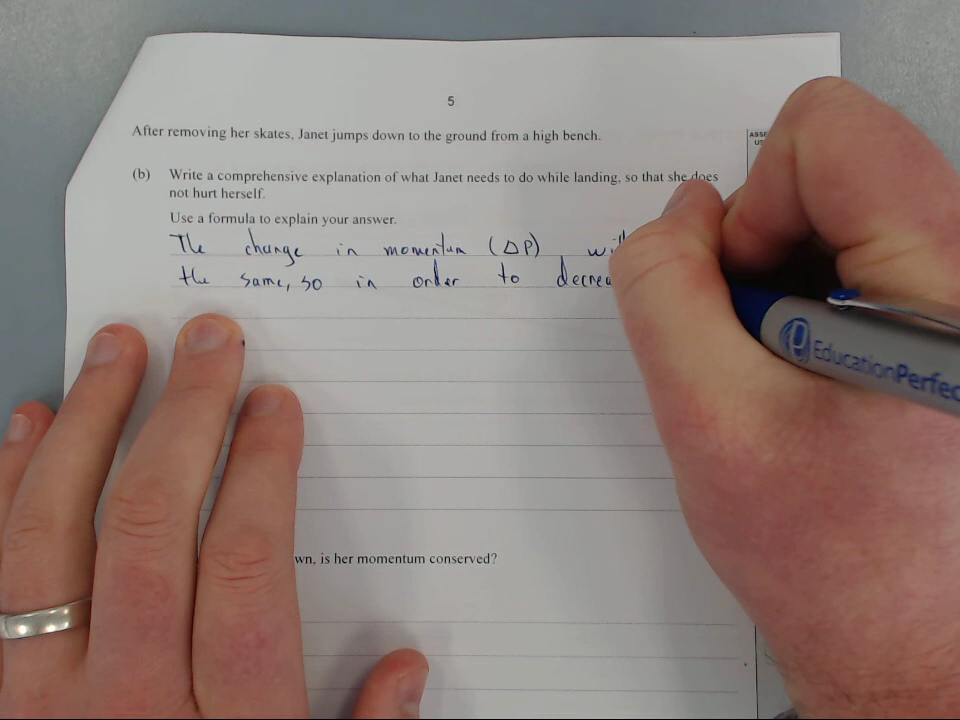 5
After removing her skates, Janet jumps down to the ground from a high bench.
(b) Write a comprehensive explanation of what Janet needs to do while landing, so that she does
not hurt herself.
Use a formula to explain your answer.
The change in momentum (ΔP)
the same, so in order to
wn, is her momentum conserved?
EducationPerfec